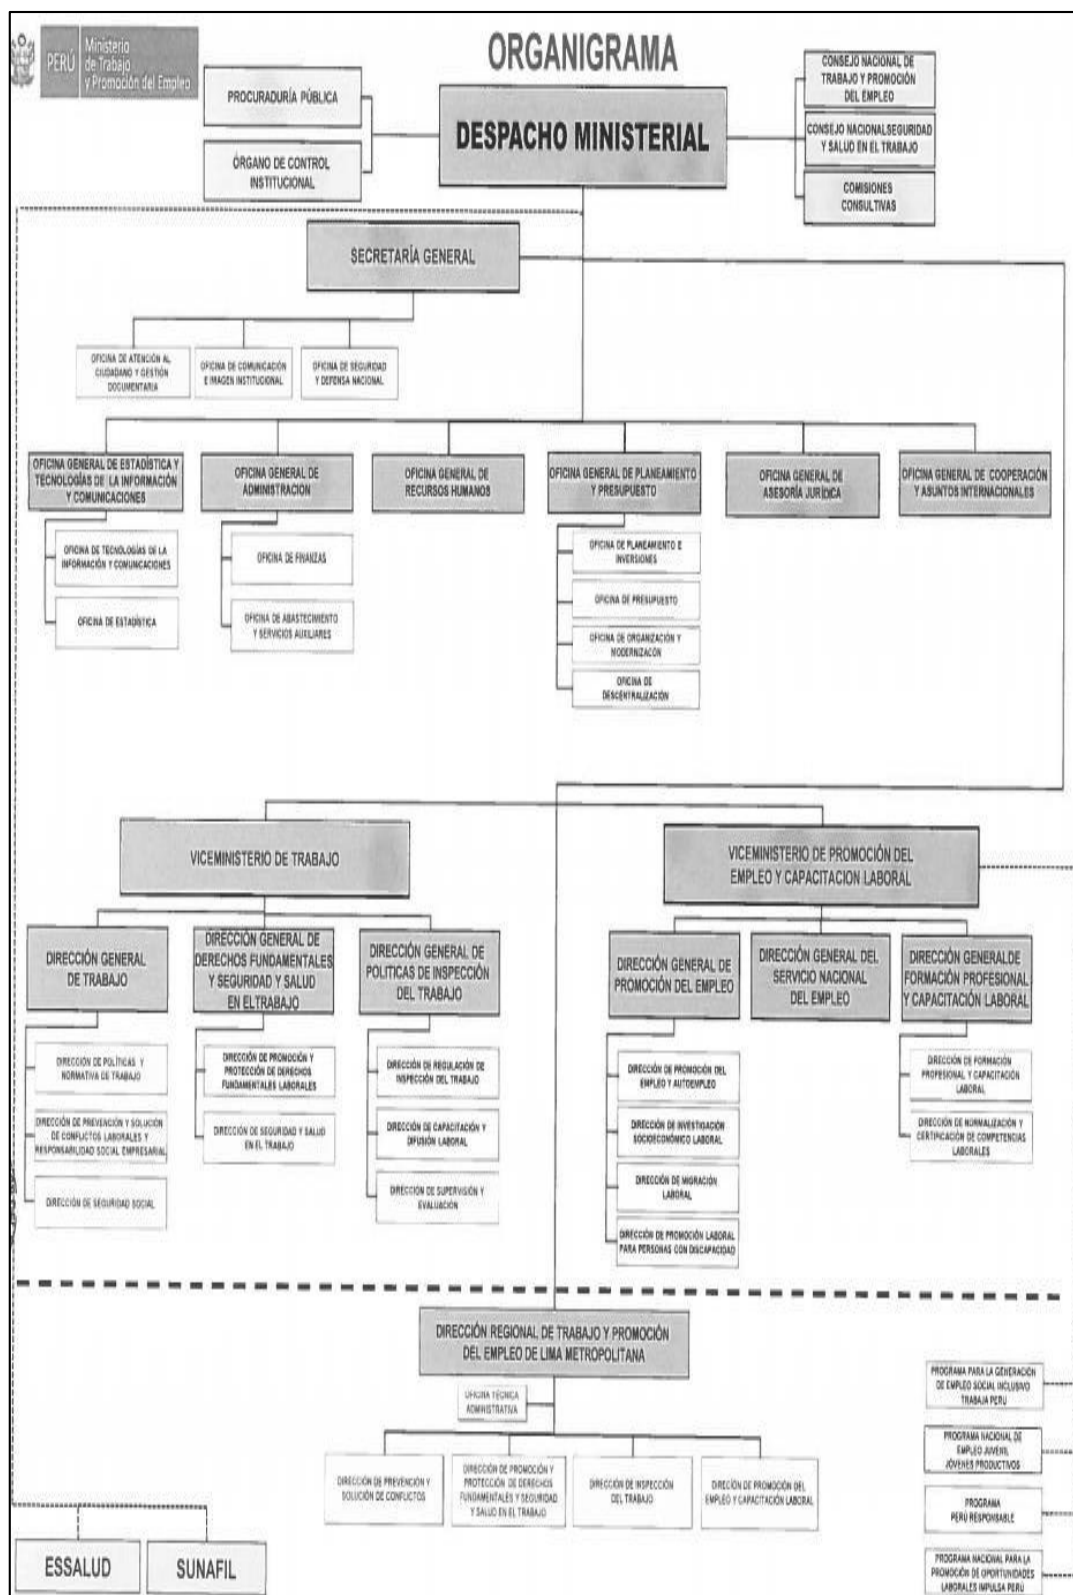 PERÚ
Ministerio
de Trabajo
y Promoción del Empleo
ORGANIGRAMA
PROCURADURÍA PÚBLICA
ÓRGANO DE CONTROL
INSTITUCIONAL
DESPACHO MINISTERIAL
CONSEJO NACIONAL DE
TRABAJO Y PROMOCIÓN
DEL EMPLEO
CONSEJO NACIONALSEGURIDAD
Y SALUD EN EL TRABAJO
COMISIONES
CONSULTIVAS
SECRETARÍA GENERAL
OFICINA DE ATENCIÓN AL
CIUDADANO Y GESTIÓN
DOCUMENTARIA
OFICINA DE COMUNICACIÓN
E IMAGEN INSTITUCIONAL
OFICINA DE SEGURIDAD
Y DEFENSA NACIONAL
OFICINA GENERAL DE ESTADÍSTICA Y
TECNOLOGÍAS DE LA INFORMACIÓN
Y COMUNICACIONES
OFICINA GENERAL DE
ADMINISTRACION
OFICINA GENERAL DE
RECURSOS HUMANOS
OFICINA GENERAL DE PLANEAMIENTO
Y PRESUPUESTO
OFICINA GENERAL DE
ASESORÍA JURÍDICA
OFICINA GENERAL DE COOPERACIÓN
Y ASUNTOS INTERNACIONALES
OFICINA DE TECNOLOGÍAS DE LA
INFORMACIÓN Y COMUNICACIONES
OFICINA DE ESTADÍSTICA
OFICINA DE FINANZAS
OFICINA DE ABASTECIMIENTO
Y SERVICIOS AUXILIARES
OFICINA DE PLANEAMIENTO E
INVERSIONES
OFICINA DE PRESUPUESTO
OFICINA DE ORGANIZACIÓN Y
MODERNIZACÓN
OFICINA DE
DESCENTRALIZACIÓN
VICEMINISTERIO DE TRABAJO
VICEMINISTERIO DE PROMOCIÓN DEL
EMPLEO Y CAPACITACION LABORAL
DIRECCIÓN GENERAL
DE TRABAJO
DIRECCIÓN GENERAL DE
DERECHOS FUNDAMENTALES
Y SEGURIDAD Y SALUD
EN ELTRABAJO
DIRECCIÓN GENERAL DE
POLITICAS DE INSPECCIÓN
DEL TRABAJO
DIRECCIÓN GENERAL DE
PROMOCIÓN DEL EMPLEO
DIRECCIÓN GENERAL DEL
SERVICIO NACIONAL
DEL EMPLEO
DIRECCIÓN GENERALDE
FORMACIÓN PROFESIONAL
Y CAPACITACIÓN LABORAL
DIRECCIÓN DE POLÍTICAS Y
NORMATIVA DE TRABAJO
DIRECCIÓN DE PREVENCIÓN Y SOLUCIÓN
DE CONFLICTOS LABORALES Y
RESPONSABILIDAD SOCIAL EMPRESARIAL
DIRECCIÓN DE SEGURIDAD SOCIAL
DIRECCIÓN DE PROMOCIÓN Y
PROTECCIÓN DE DERECHOS
FUNDAMENTALES LABORALES
DIRECCIÓN DE SEGURIDAD Y SALUD
EN EL TRABAJO
DIRECCIÓN DE REGULACIÓN DE
INSPECCIÓN DEL TRABAJO
DIRECCIÓN DE CAPACITACIÓN Y
DIFUSIÓN LABORAL
DIRECCIÓN DE SUPERVISIÓN Y
EVALUACIÓN
DIRECCIÓN DE PROMOCIÓN DEL
EMPLEO Y AUTOEMPLEO
DIRECCIÓN DE INVESTIGACIÓN
SOCIOECONÓMICO LABORAL
DIRECCIÓN DE MIGRACIÓN
LABORAL
DIRECCIÓN DE PROMOCIÓN LABORAL
PARA PERSONAS CON DISCAPACIDAD
DIRECCIÓN DE FORMACIÓN
PROFESIONAL Y CAPACITACIÓN
LABORAL
DIRECCIÓN DE NORMALIZACIÓN Y
CERTIFICACIÓN DE COMPETENCIAS
LABORALES
DIRECCIÓN REGIONAL DE TRABAJO Y PROMOCIÓN
DEL EMPLEO DE LIMA METROPOLITANA
OFICINA TÉCNICA
ADMINISTRATIVA
DIRECCIÓN DE PREVENCIÓN Y
SOLUCIÓN DE CONFLICTOS
DIRECCIÓN DE PROMOCIÓN Y
PROTECCIÓN DE DERECHOS
FUNDAMENTALES Y SEGURIDAD
Y SALUD EN EL TRABAJO
DIRECCIÓN DE INSPECCIÓN
DEL TRABAJO
DIRECIÓN DE PROMOCIÓN DEL
EMPLEO Y CAPACITACIÓN LABORAL
PROGRAMA PARA LA GENERACIÓN
DE EMPLEO SOCIAL INCLUSIVO
TRABAJA PERÚ
PROGRAMA NACIONAL DE
EMPLEO JUVENIL
JÓVENES PRODUCTIVOS
PROGRAMA
PERÚ RESPONSABLE
PROGRAMA NACIONAL PARA LA
PROMOCIÓN DE OPORTUNIDADES
LABORALES IMPULSA PERÚ
ESSALUD
SUNAFIL